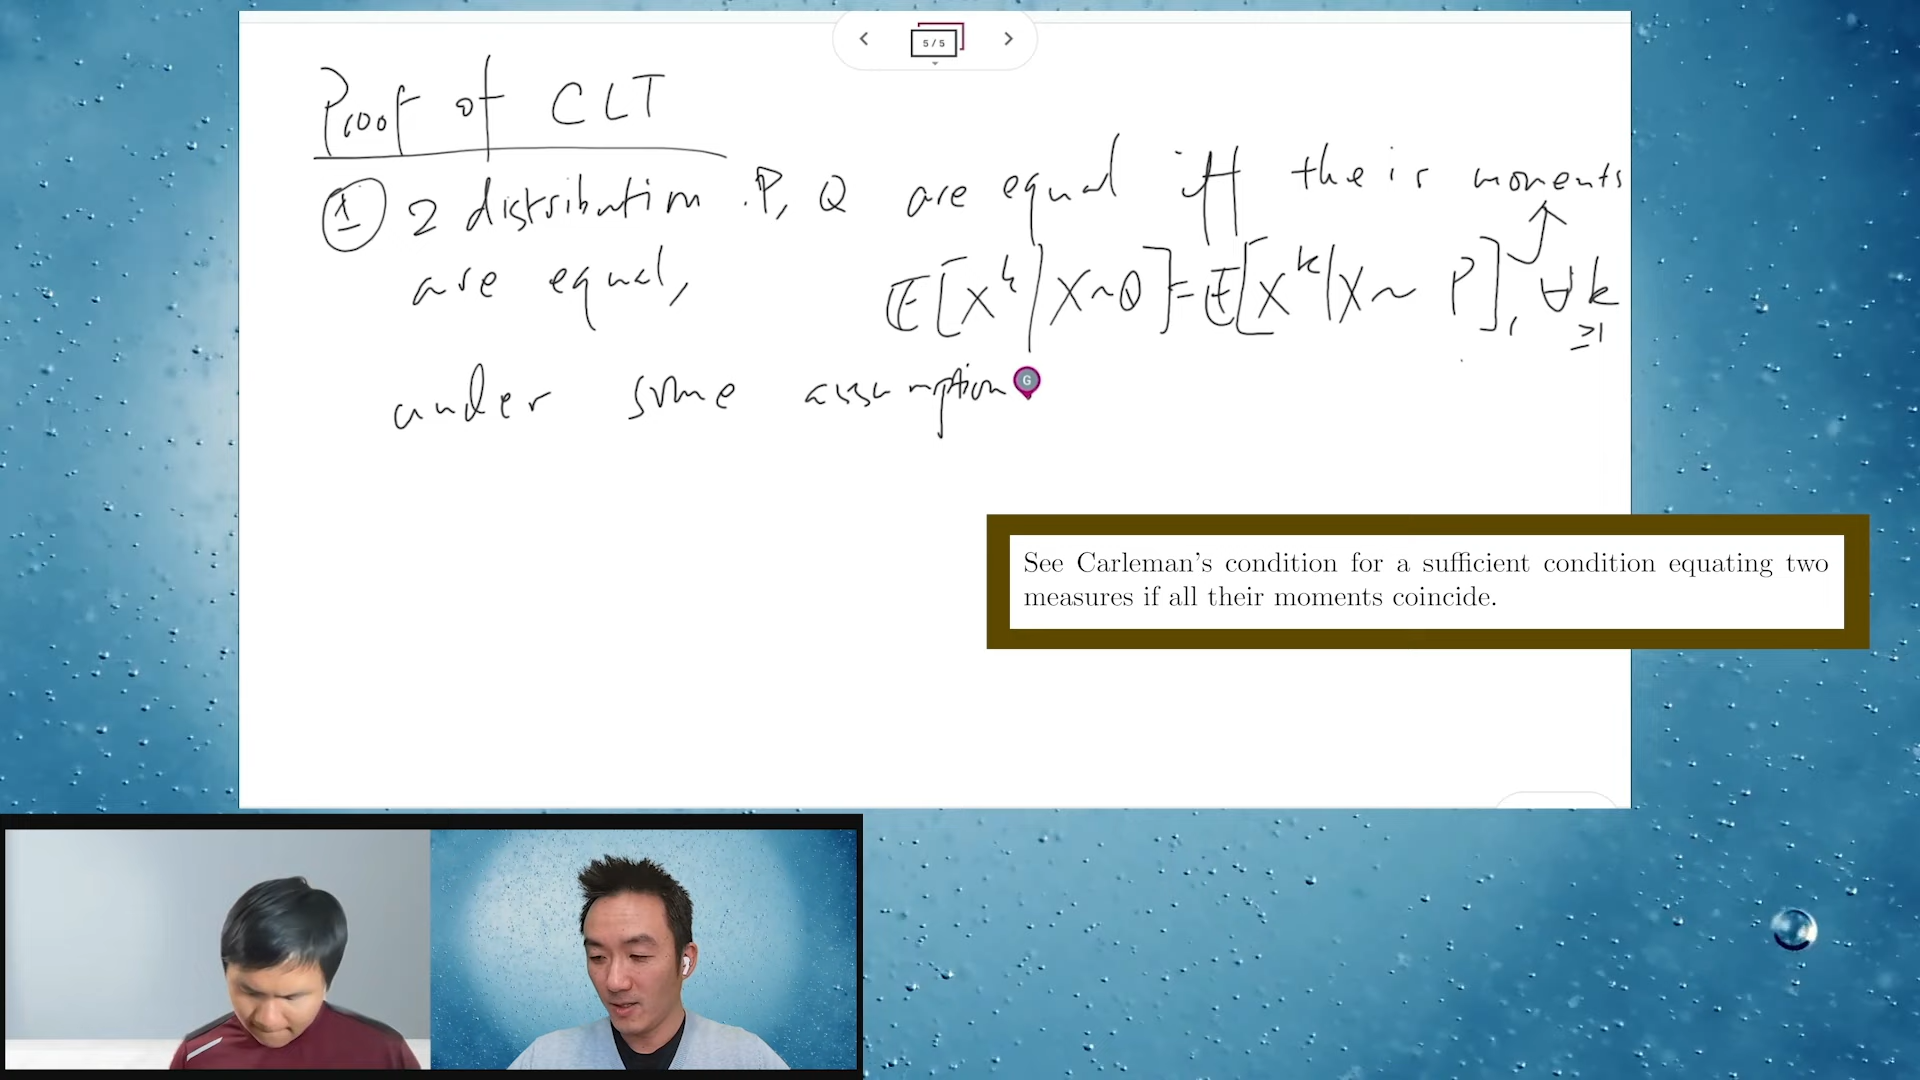 5/5
Proof of CLT
① 2 distribution P, Q are equal iff their moments
are equal, 𝔼[X^k|X~Q]=𝔼[X^k|X~P], ∀k
≥1
under some assumption
G
See Carleman's condition for a sufficient condition equating two
measures if all their moments coincide.